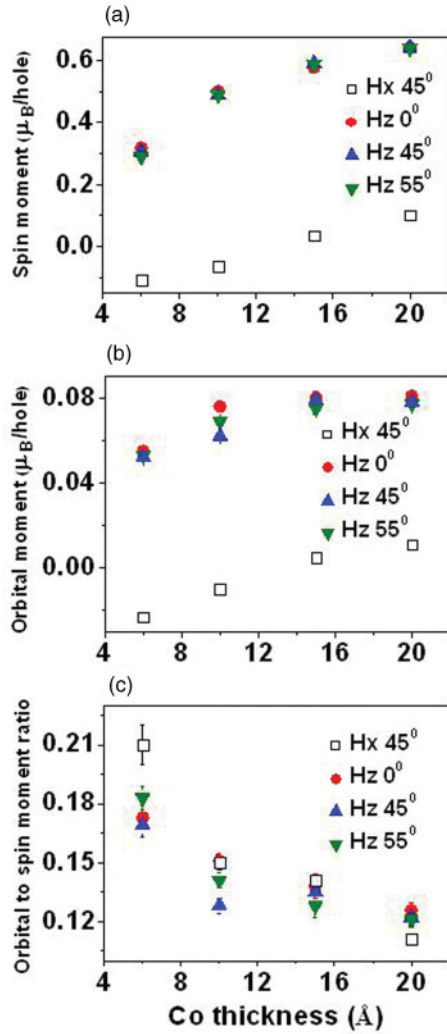 (a)
Spin moment (μB/hole)
0.6
0.4
0.2
0.0
Hx 45⁰
Hz 0⁰
Hz 45⁰
Hz 55⁰
4 8 12 16 20
(b)
Orbital moment (μB/hole)
0.08
0.04
0.00
Hx 45⁰
Hz 0⁰
Hz 45⁰
Hz 55⁰
4 8 12 16 20
(c)
Orbital to spin moment ratio
0.21
0.18
0.15
0.12
Hx 45⁰
Hz 0⁰
Hz 45⁰
Hz 55⁰
4 8 12 16 20
Co thickness (Å)